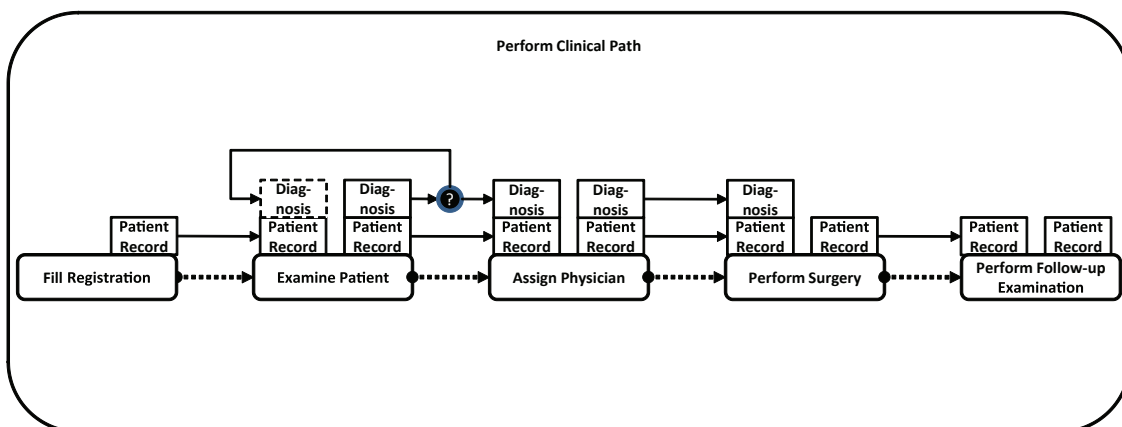 Perform Clinical Path
Diag-
nosis
Diag-
nosis
?
Diag-
nosis
Diag-
nosis
Diag-
nosis
Patient
Record
Patient
Record
Patient
Record
Patient
Record
Patient
Record
Patient
Record
Patient
Record
Patient
Record
Patient
Record
Fill Registration
Examine Patient
Assign Physician
Perform Surgery
Perform Follow-up
Examination